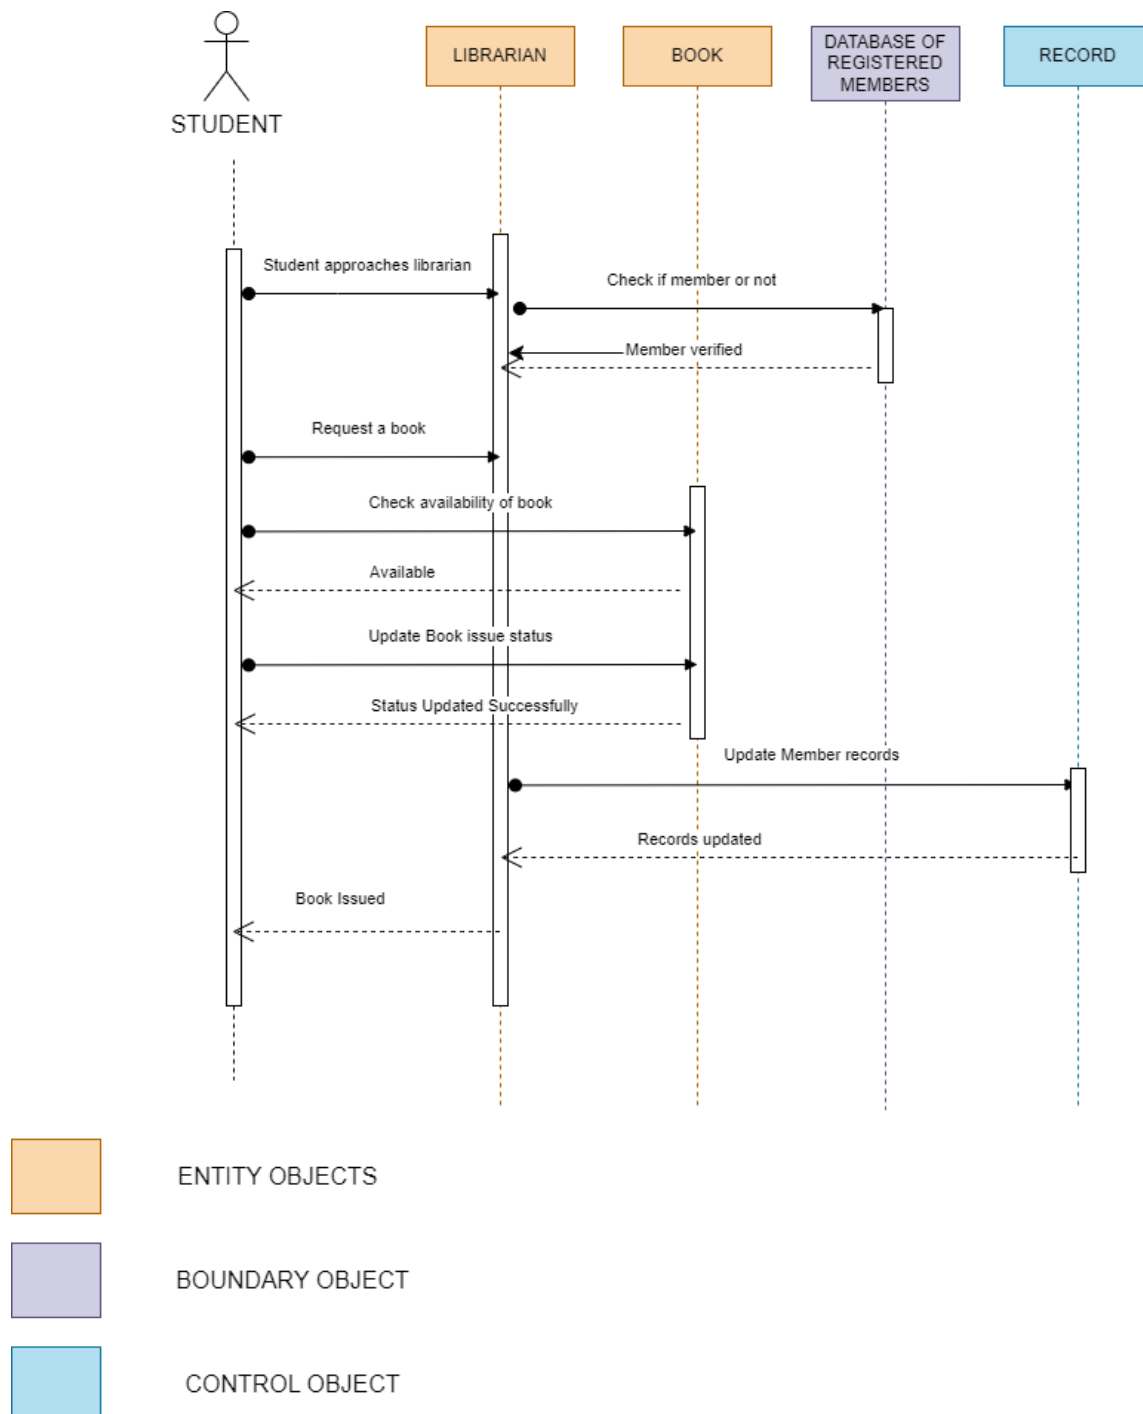 STUDENT
LIBRARIAN
BOOK
DATABASE OF
REGISTERED
MEMBERS
RECORD
Student approaches librarian
Check if member or not
Member verified
Request a book
Check availability of book
Available
Update Book issue status
Status Updated Successfully
Update Member records
Records updated
Book Issued
ENTITY OBJECTS
BOUNDARY OBJECT
CONTROL OBJECT